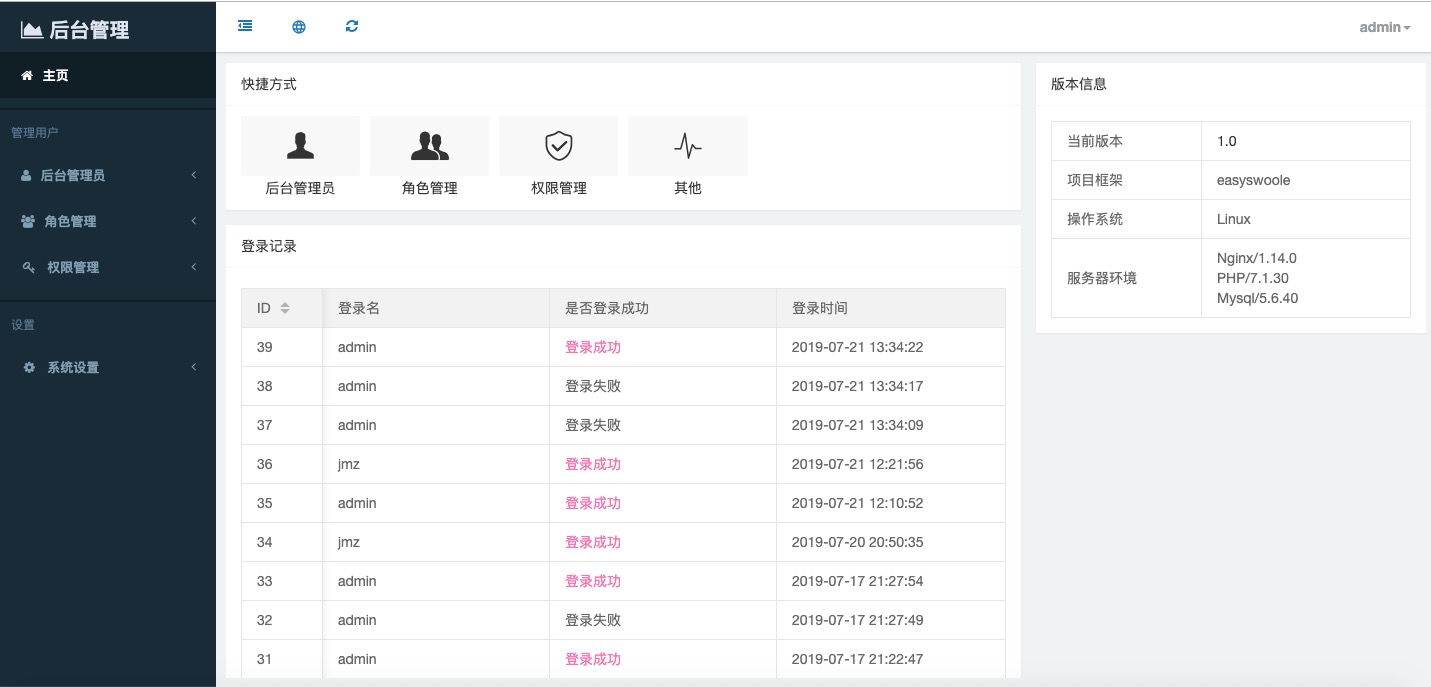 后台管理
主页
管理用户
后台管理员
角色管理
权限管理
设置
系统设置
admin
快捷方式
后台管理员 角色管理 权限管理 其他
登录记录
ID 登录名 是否登录成功 登录时间
39 admin 登录成功 2019-07-21 13:34:22
38 admin 登录失败 2019-07-21 13:34:17
37 admin 登录失败 2019-07-21 13:34:09
36 jmz 登录成功 2019-07-21 12:21:56
35 admin 登录成功 2019-07-21 12:10:52
34 jmz 登录成功 2019-07-20 20:50:35
33 admin 登录成功 2019-07-17 21:27:54
32 admin 登录失败 2019-07-17 21:27:49
31 admin 登录成功 2019-07-17 21:22:47
版本信息
当前版本 1.0
项目框架 easyswoole
操作系统 Linux
服务器环境 Nginx/1.14.0
PHP/7.1.30
Mysql/5.6.40